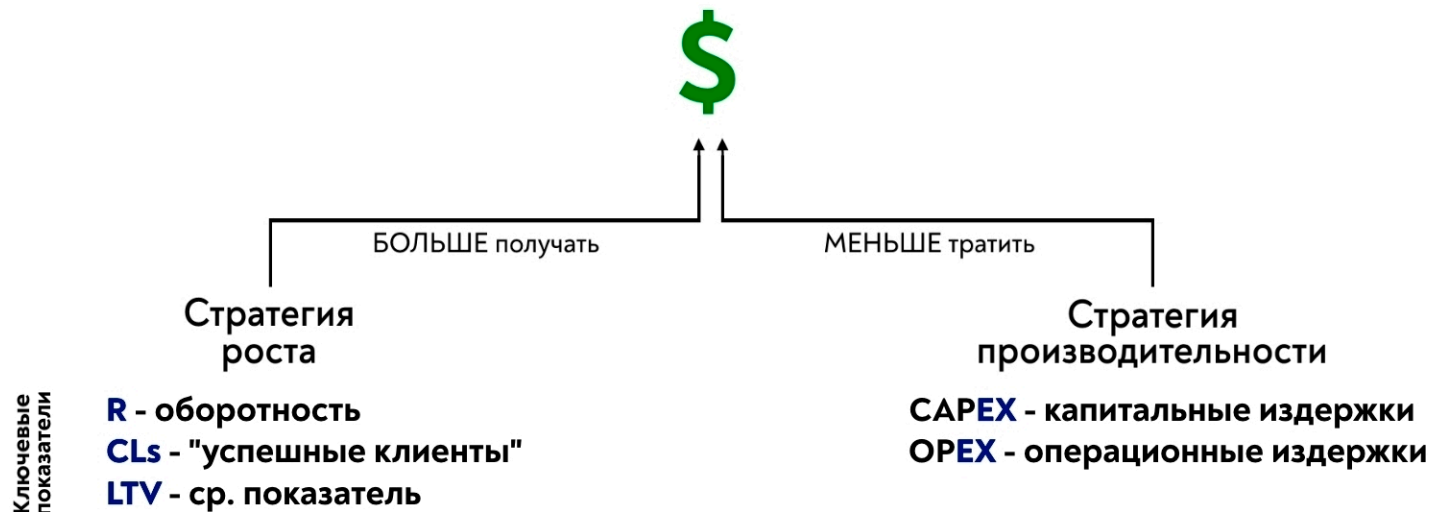 $
БОЛЬШЕ получать
МЕНЬШЕ тратить
Стратегия
роста
Стратегия
производительности
Ключевые
показатели
R - оборотность
CLs - "успешные клиенты"
LTV - ср. показатель
CAPEX - капитальные издержки
OPEX - операционные издержки